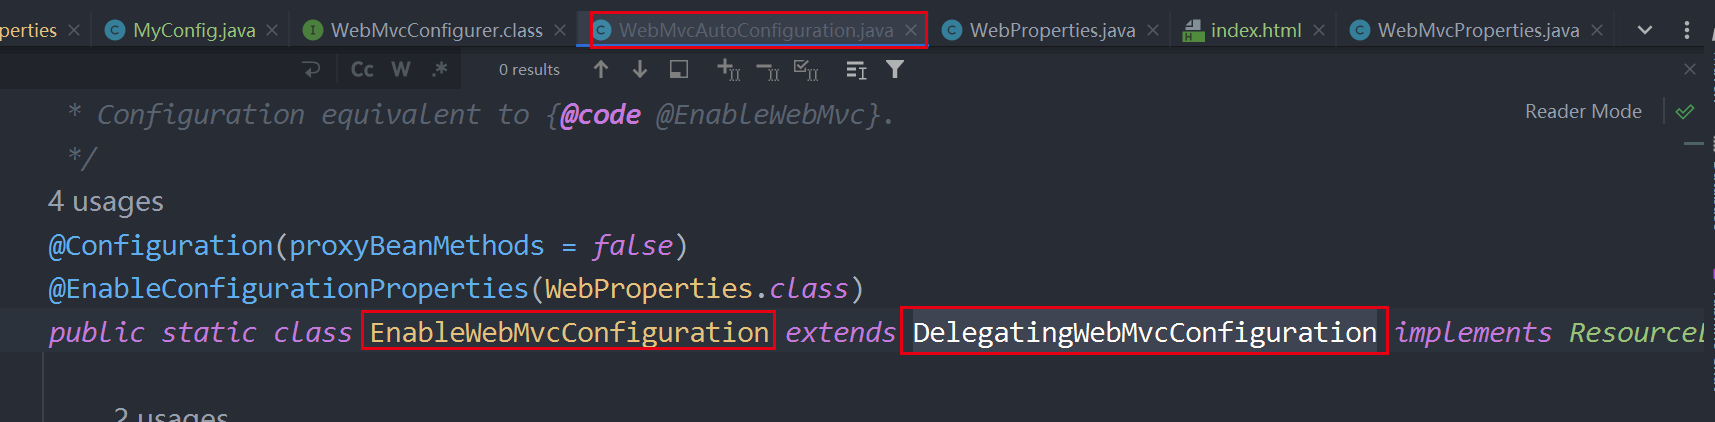 perties MyConfig.java WebMvcConfigurer.class WebMvcAutoConfiguration.java WebProperties.java index.html WebMvcProperties.java
Cc W .* 0 results
* Configuration equivalent to {@code @EnableWebMvc}.
Reader Mode
*/
4 usages
@Configuration(proxyBeanMethods = false)
@EnableConfigurationProperties(WebProperties.class)
public static class EnableWebMvcConfiguration extends DelegatingWebMvcConfiguration implements ResourceL
2 usages